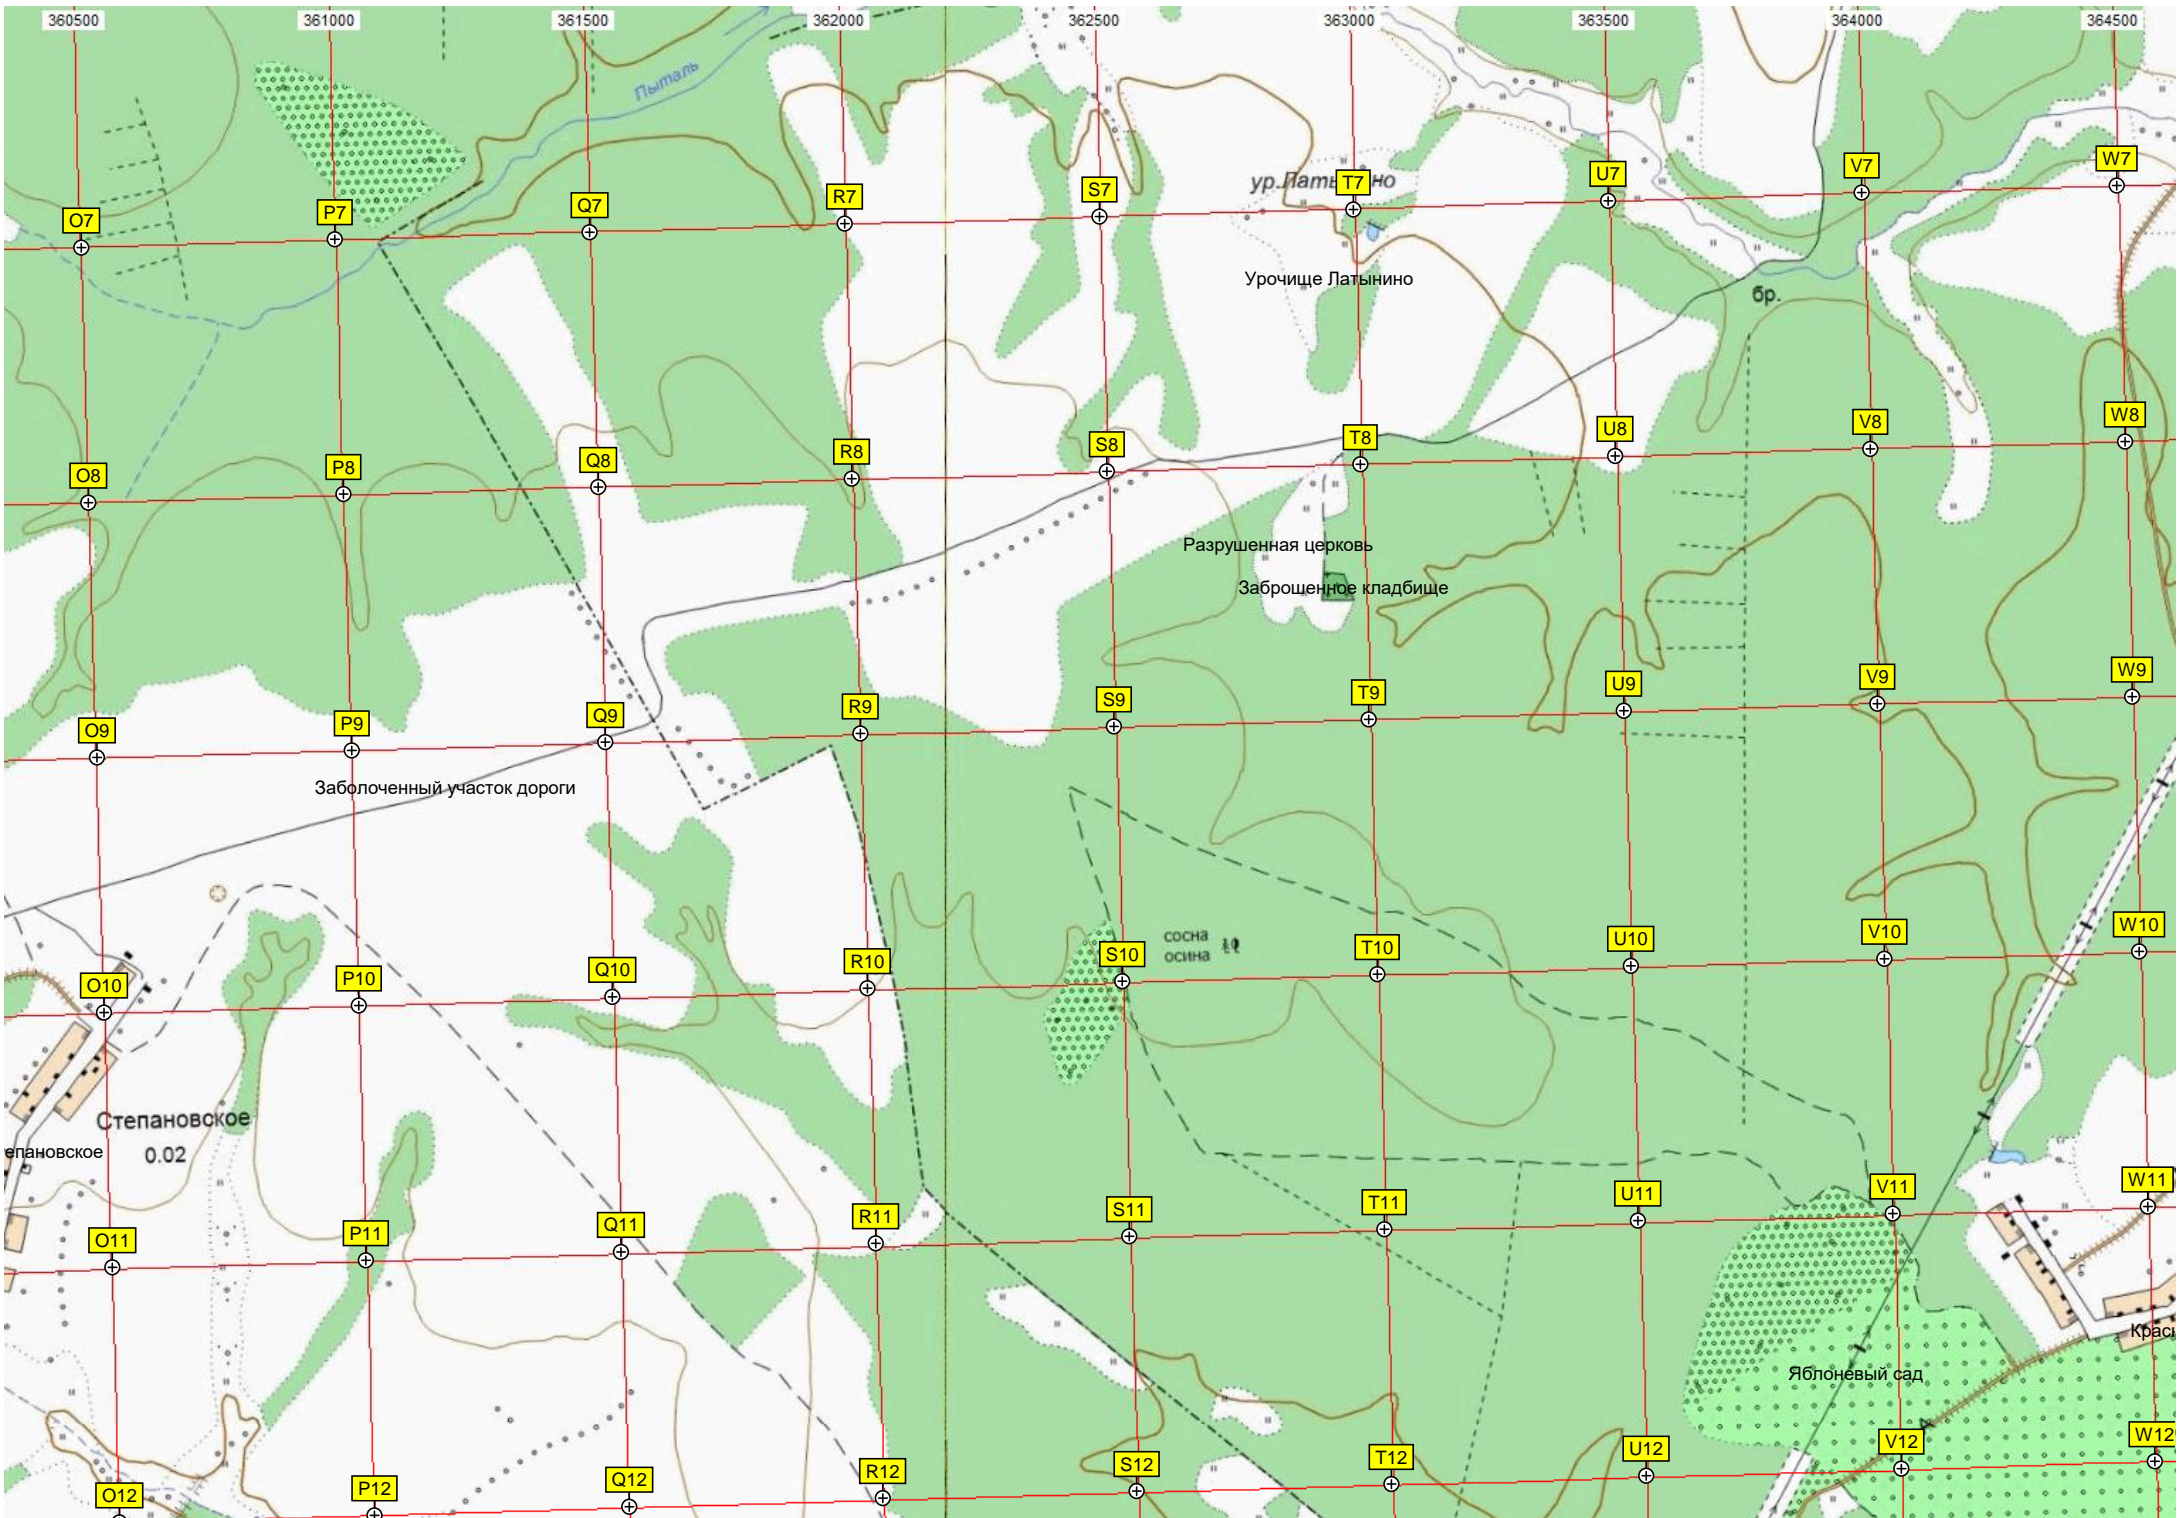 360500 361000 361500 362000 362500 363000 363500 364000 364500
Пыталь
O7 P7 Q7 R7 S7 T7 U7 V7 W7
Урочище Латынино
бр.
O8 P8 Q8 R8 S8 T8 U8 V8 W8
Разрушенная церковь
Заброшенное кладбище
O9 P9 Q9 R9 S9 T9 U9 V9 W9
Заболоченный участок дороги
сосна
осина
O10 P10 Q10 R10 S10 T10 U10 V10 W10
Степановское
0.02
епановское
O11 P11 Q11 R11 S11 T11 U11 V11 W11
Яблоневый сад
O12 P12 Q12 R12 S12 T12 U12 V12 W12